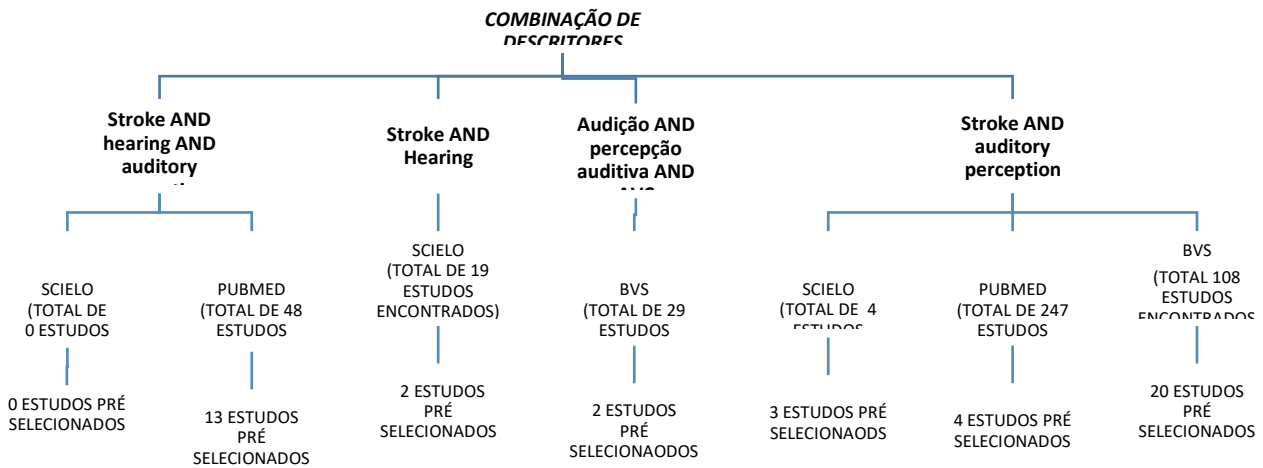 COMBINAÇÃO DE
DESCRITORES
Stroke AND
hearing AND
auditory
Stroke AND
Hearing
Audição AND
percepção
auditiva AND
Stroke AND
auditory
perception
SCIELO
(TOTAL DE
0 ESTUDOS
0 ESTUDOS PRÉ
SELECIONADOS
PUBMED
(TOTAL DE 48
ESTUDOS
13 ESTUDOS
PRÉ
SELECIONADOS
SCIELO
(TOTAL DE 19
ESTUDOS
ENCONTRADOS)
2 ESTUDOS
PRÉ
SELECIONADOS
BVS
(TOTAL DE 29
ESTUDOS
2 ESTUDOS
PRÉ
SELECIONAODOS
SCIELO
(TOTAL DE 4
ESTUDOS
3 ESTUDOS PRÉ
SELECIONAODS
PUBMED
(TOTAL DE 247
ESTUDOS
4 ESTUDOS PRÉ
SELECIONADOS
BVS
(TOTAL 108
ESTUDOS
ENCONTRADOS
20 ESTUDOS
PRÉ
SELECIONADOS